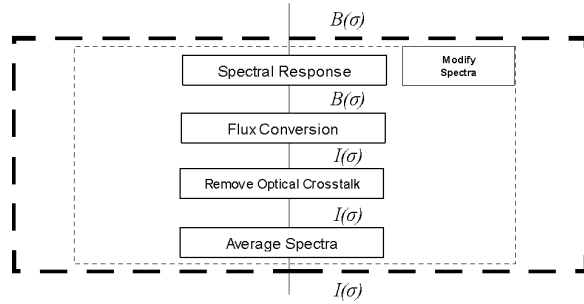 B(σ)
Spectral Response
Modify
Spectra
B(σ)
Flux Conversion
I(σ)
Remove Optical Crosstalk
I(σ)
Average Spectra
I(σ)